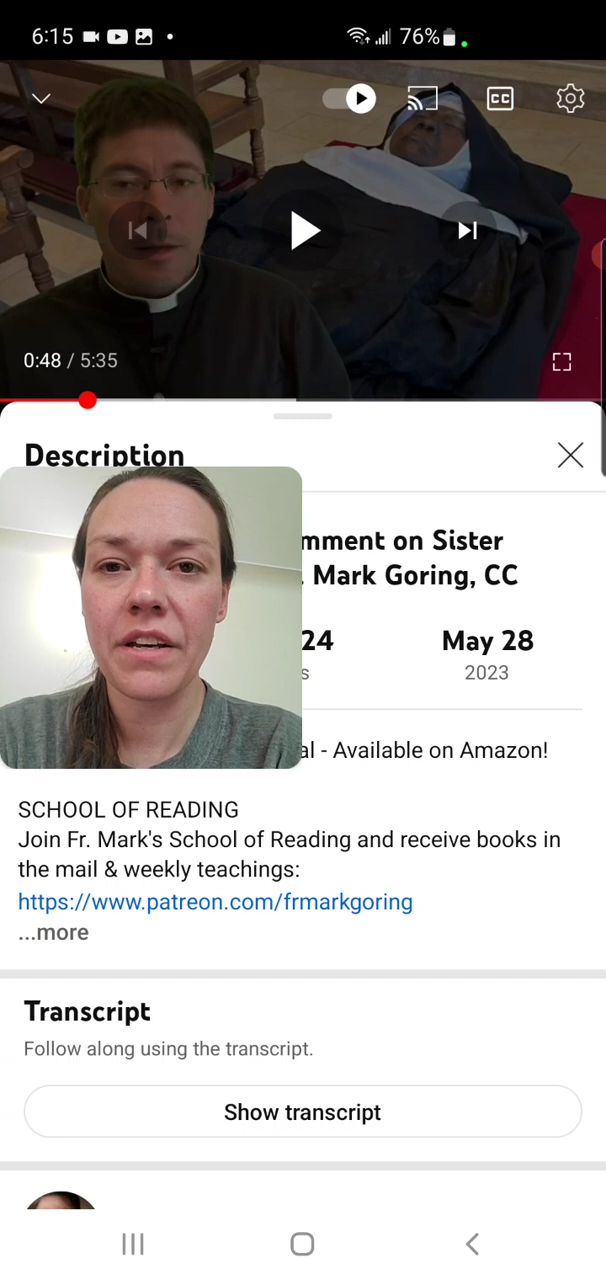 6:15
76%
CC
0:48 / 5:35
Description
mment on Sister
. Mark Goring, CC
24
May 28
s
2023
al - Available on Amazon!
SCHOOL OF READING
Join Fr. Mark's School of Reading and receive books in
the mail & weekly teachings:
https://www.patreon.com/frmarkgoring
...more
Transcript
Follow along using the transcript.
Show transcript